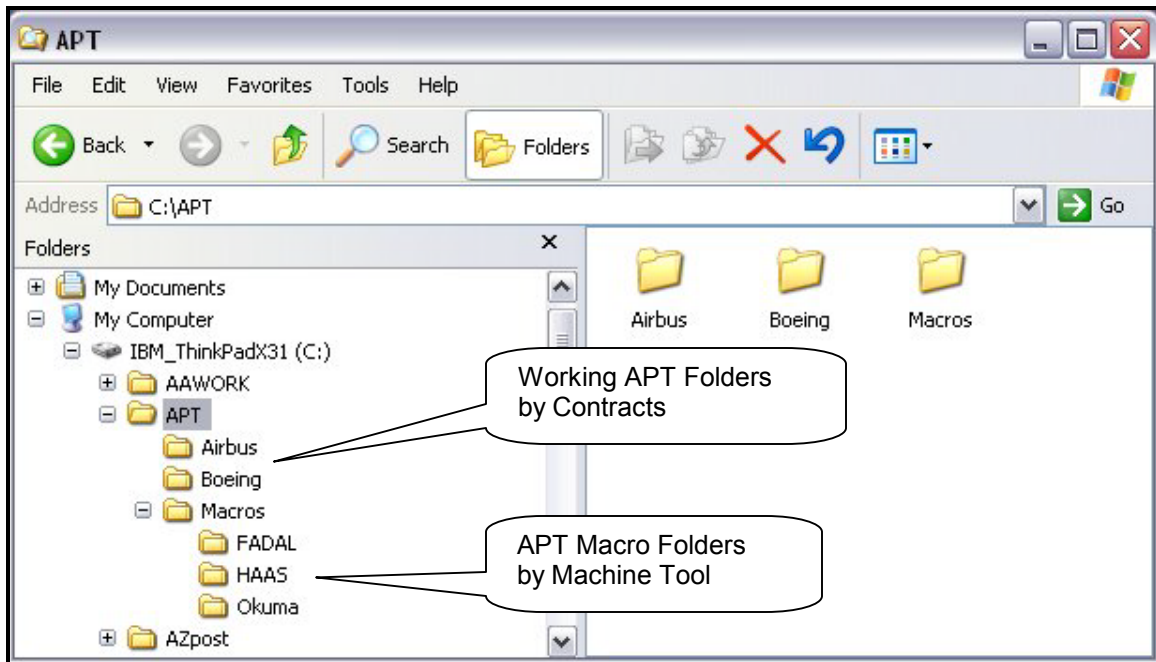 APT
File Edit View Favorites Tools Help
Back Search Folders
Address C:\APT Go
Folders
My Documents
My Computer
IBM_ThinkPadX31 (C:)
AAWORK
APT
Airbus
Boeing
Macros
FADAL
HAAS
Okuma
AZpost
Airbus Boeing Macros
Working APT Folders
by Contracts
APT Macro Folders
by Machine Tool